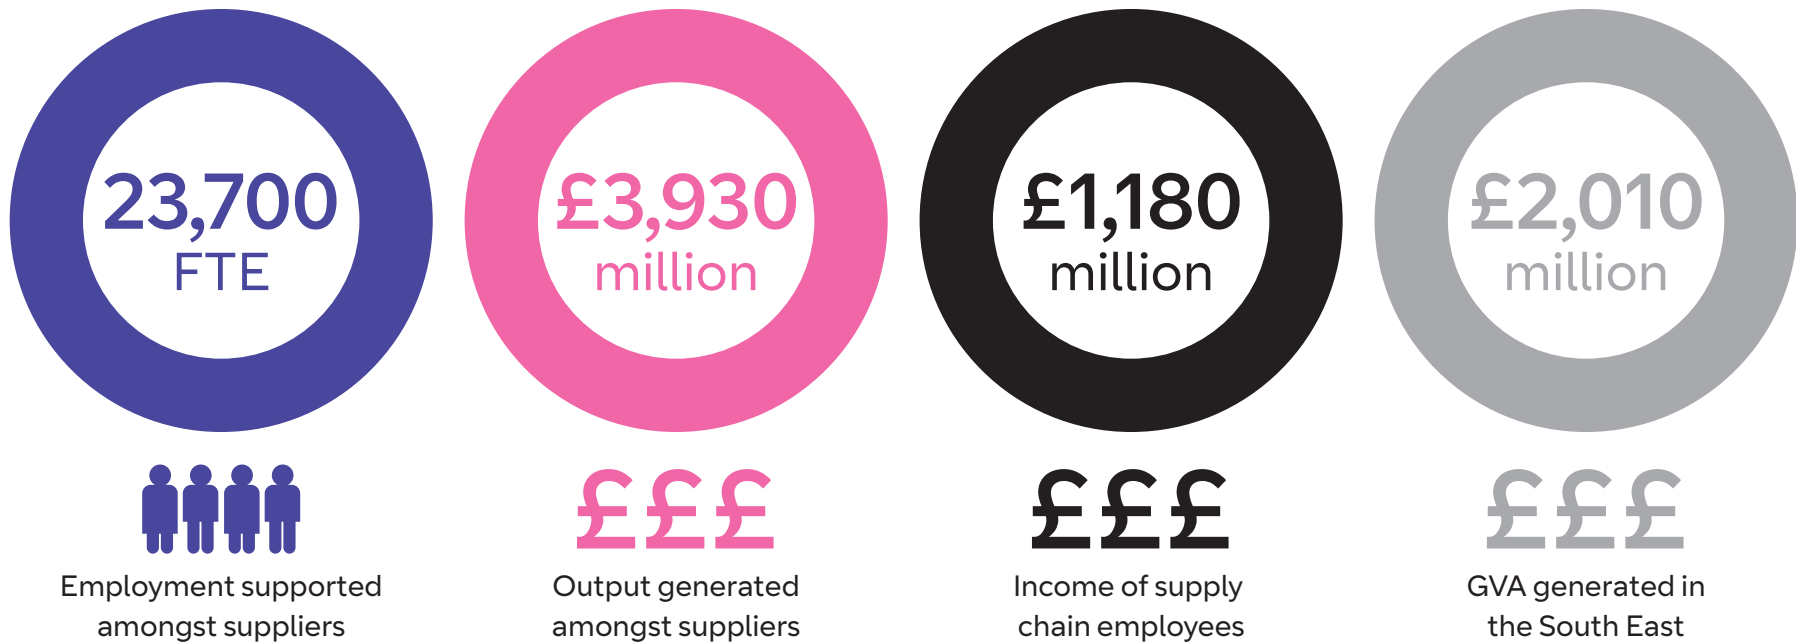 23,700
FTE
£3,930
million
£1,180
million
£2,010
million
£££
£££
£££
Employment supported
amongst suppliers
Output generated
amongst suppliers
Income of supply
chain employees
GVA generated in
the South East